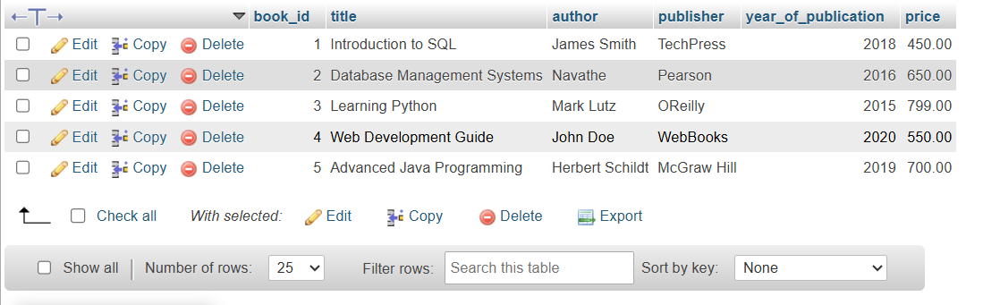 book_id title author publisher year_of_publication price
Edit Copy Delete 1 Introduction to SQL James Smith TechPress 2018 450.00
Edit Copy Delete 2 Database Management Systems Navathe Pearson 2016 650.00
Edit Copy Delete 3 Learning Python Mark Lutz OReilly 2015 799.00
Edit Copy Delete 4 Web Development Guide John Doe WebBooks 2020 550.00
Edit Copy Delete 5 Advanced Java Programming Herbert Schildt McGraw Hill 2019 700.00
Check all With selected: Edit Copy Delete Export
Show all Number of rows: 25 Filter rows: Search this table Sort by key: None